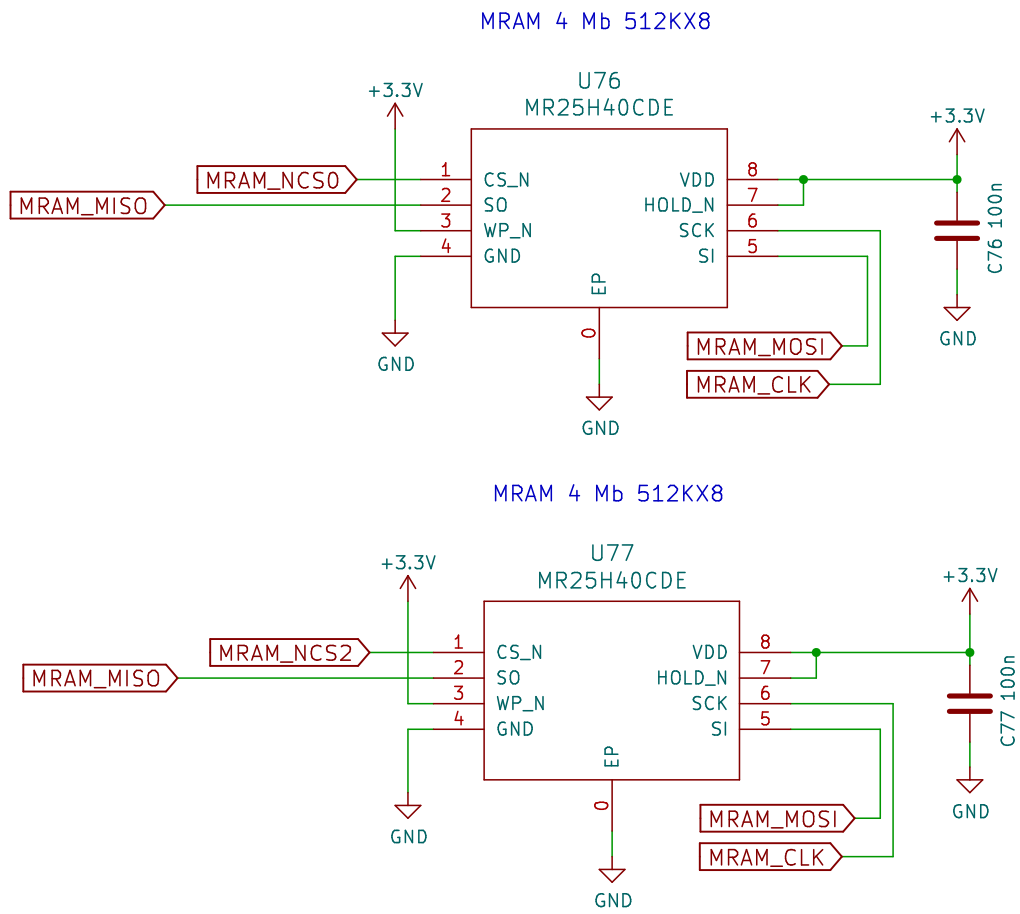 MRAM 4 Mb 512KX8
U76
MR25H40CDE
+3.3V
+3.3V
MRAM_NCS0
MRAM_MISO
1 CS_N
2 SO
3 WP_N
4 GND
VDD 8
HOLD_N 7
SCK 6
SI 5
EP
0
C76 100n
MRAM_MOSI
MRAM_CLK
GND
GND
GND
MRAM 4 Mb 512KX8
U77
MR25H40CDE
+3.3V
+3.3V
MRAM_NCS2
MRAM_MISO
1 CS_N
2 SO
3 WP_N
4 GND
VDD 8
HOLD_N 7
SCK 6
SI 5
EP
0
C77 100n
MRAM_MOSI
MRAM_CLK
GND
GND
GND